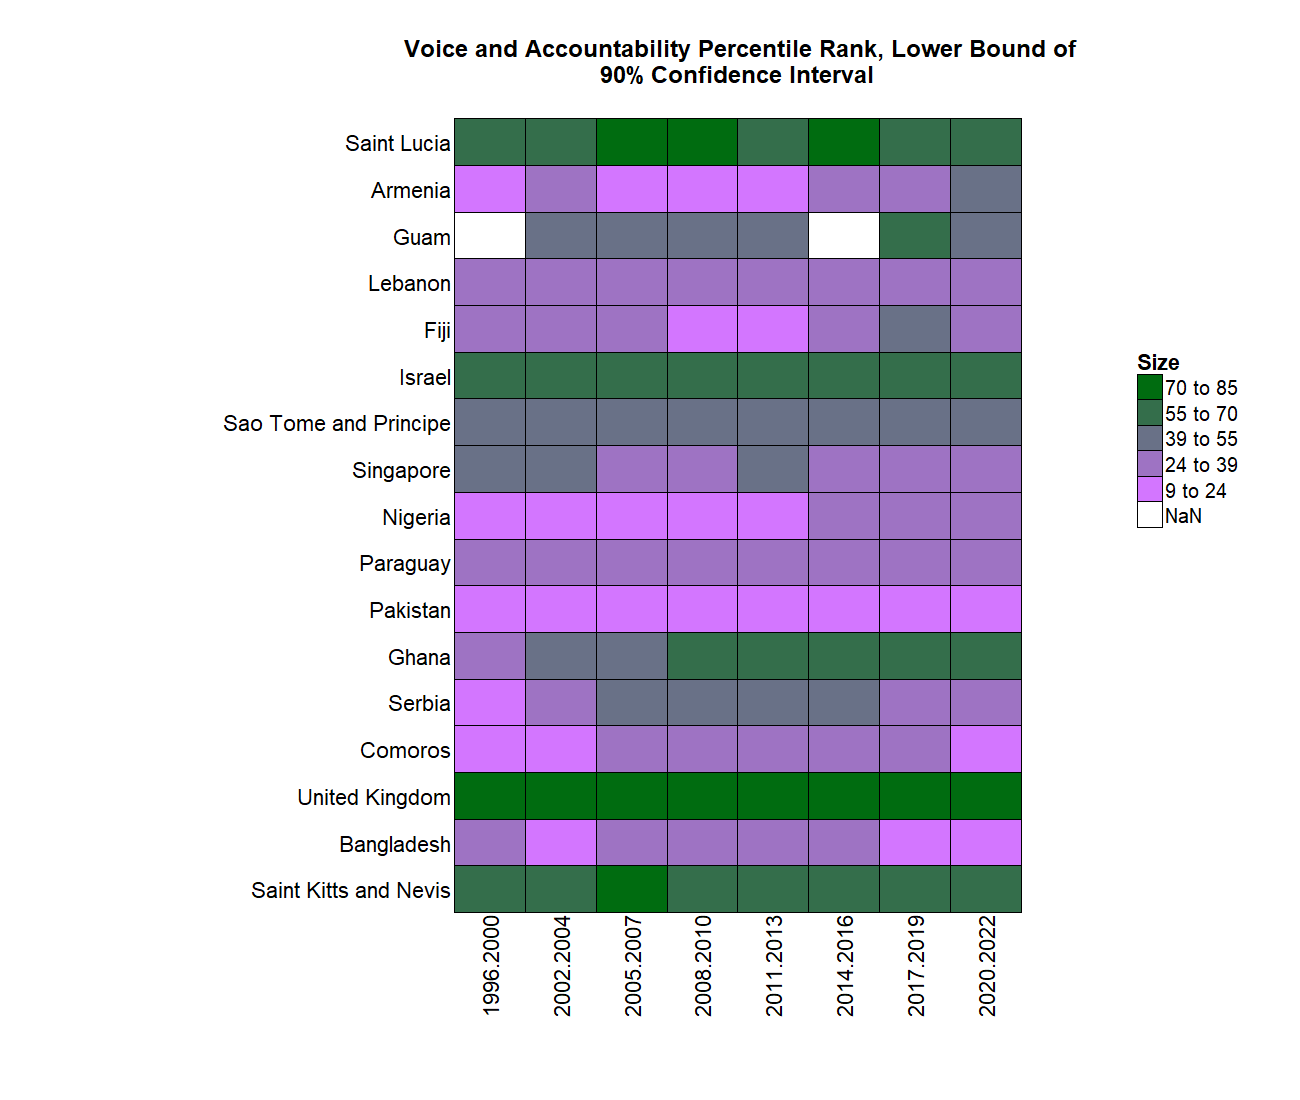 Voice and Accountability Percentile Rank, Lower Bound of
90% Confidence Interval
Saint Lucia
Armenia
Guam
Lebanon
Fiji
Israel
Sao Tome and Principe
Singapore
Nigeria
Paraguay
Pakistan
Ghana
Serbia
Comoros
United Kingdom
Bangladesh
Saint Kitts and Nevis
1996.2000
2002.2004
2005.2007
2008.2010
2011.2013
2014.2016
2017.2019
2020.2022
Size
70 to 85
55 to 70
39 to 55
24 to 39
9 to 24
NaN